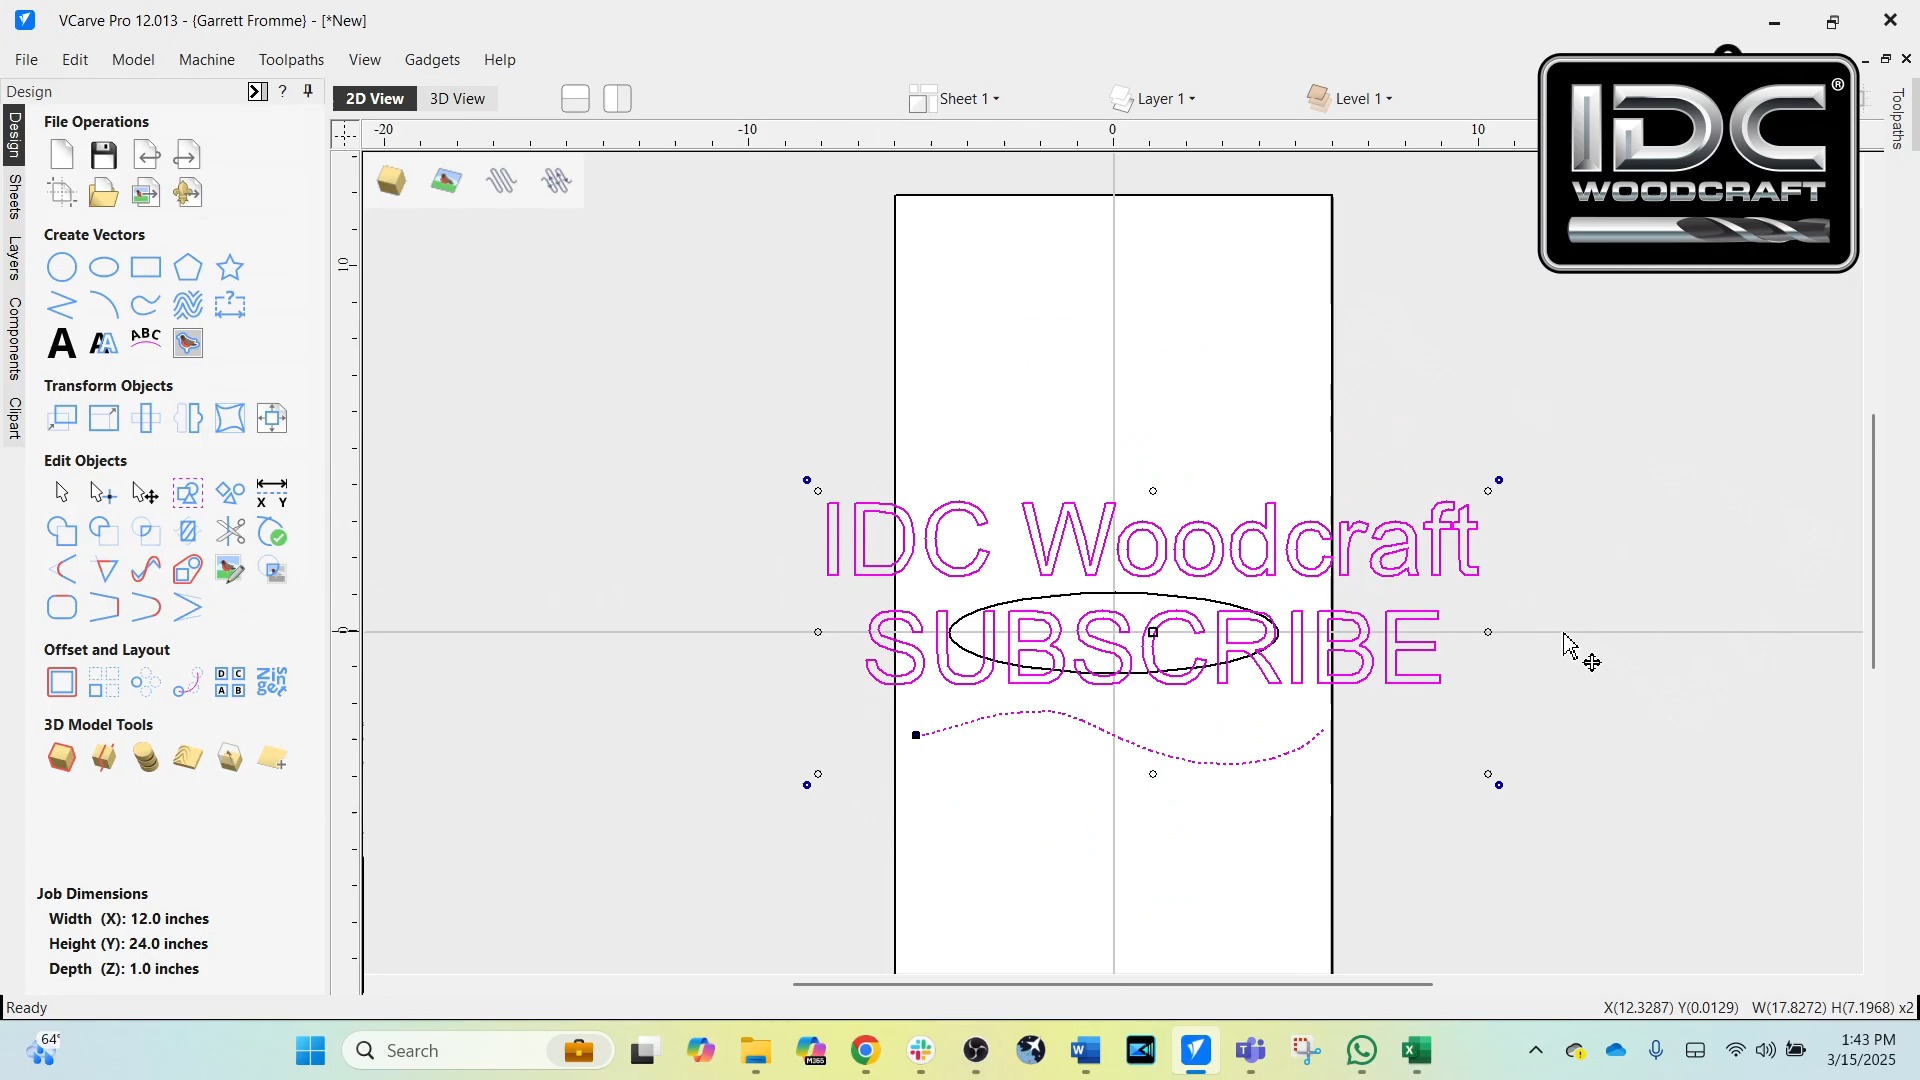 VCarve Pro 12.013 - {Garrett Fromme} - [*New]
File Edit Model Machine Toolpaths View Gadgets Help
Design ?
2D View 3D View Sheet 1 Layer 1 Level 1
IDC ®
WOODCRAFT
Toolpaths
Design
Sheets
Layers
Components
Clipart
-20 -10 0 10
10
0
File Operations
Create Vectors
A A ABC
Transform Objects
Edit Objects
X Y
Offset and Layout
D C
A B
3D Model Tools
IDC Woodcraft
SUBSCRIBE
Job Dimensions
Width (X): 12.0 inches
Height (Y): 24.0 inches
Depth (Z): 1.0 inches
Ready X(12.3287) Y(0.0129) W(17.8272) H(7.1968) x2
64° Search M365 1:43 PM
3/15/2025